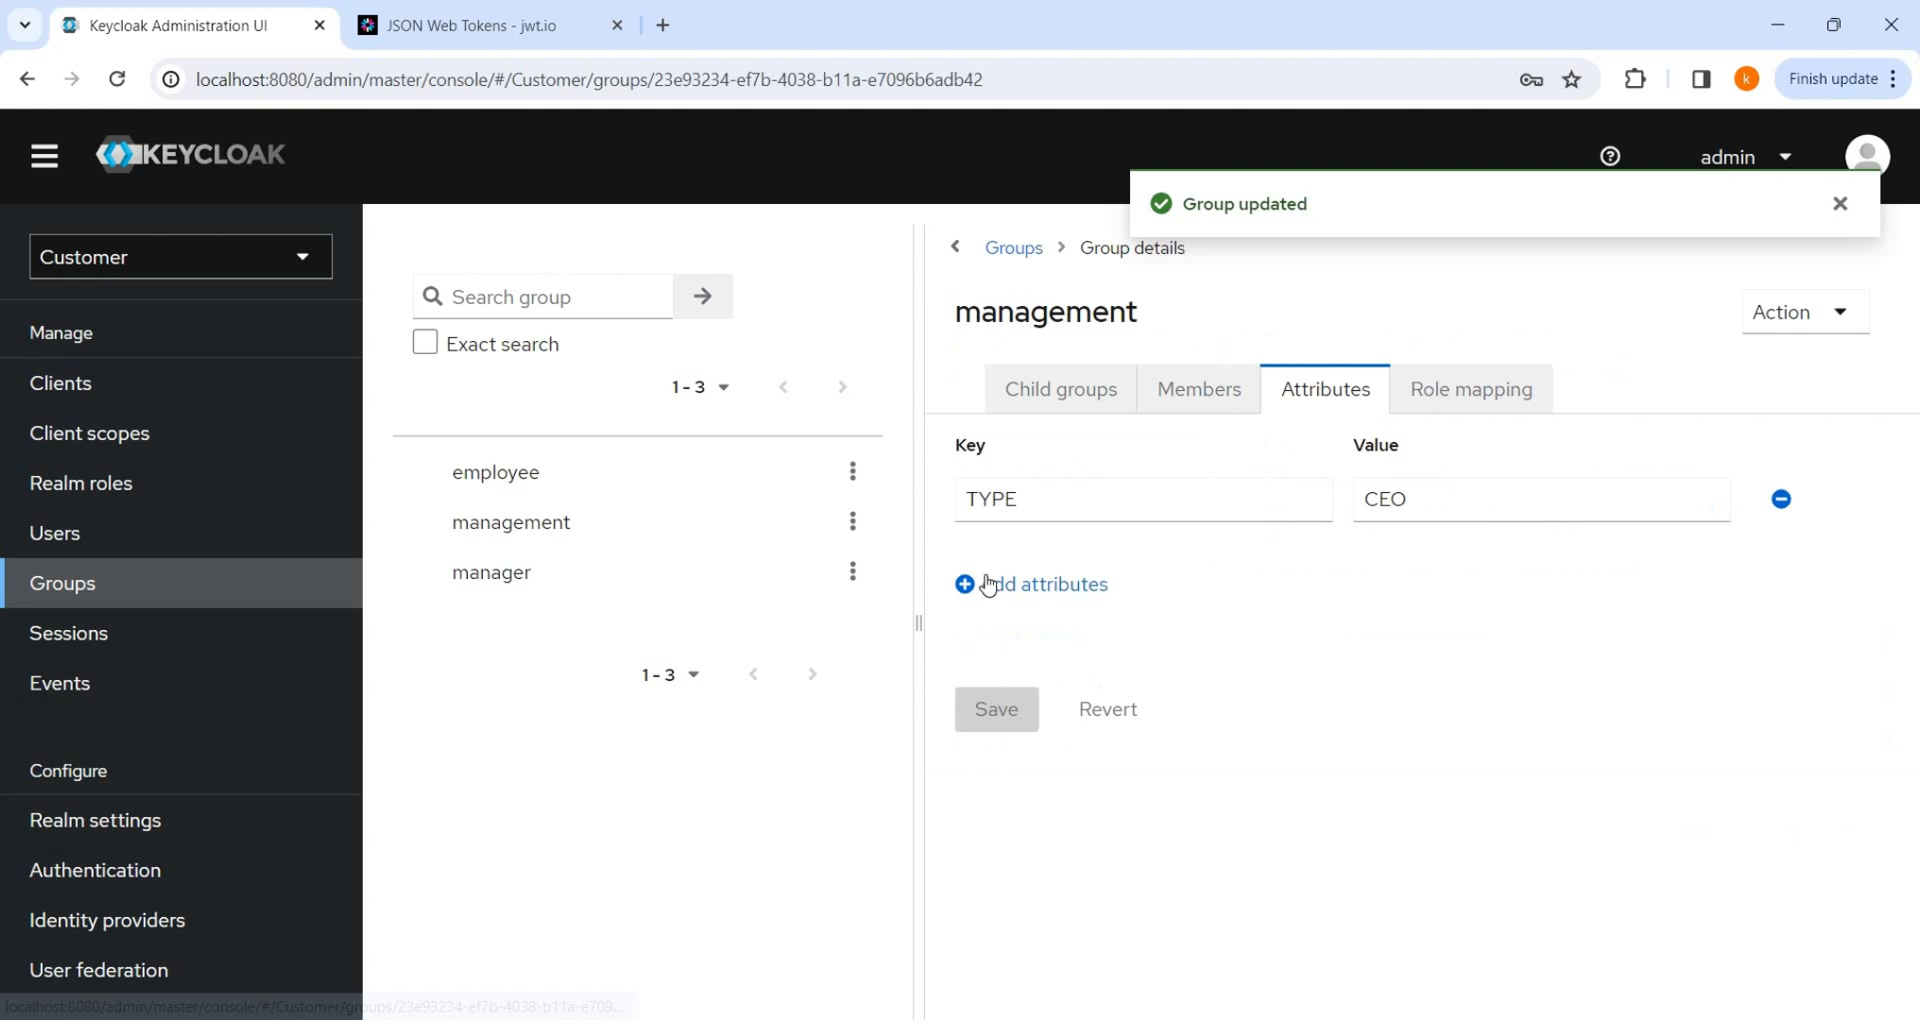 Keycloak Administration UI
JSON Web Tokens - jwt.io
localhost:8080/admin/master/console/#/Customer/groups/23e93234-ef7b-4038-b11a-e7096b6adb42
k
Finish update
KEYCLOAK
admin
Group updated
Customer
Manage
Clients
Client scopes
Realm roles
Users
Groups
Sessions
Events
Configure
Realm settings
Authentication
Identity providers
User federation
localhost:8080/admin/master/console/#/Customer/groups/23e93234-ef7b-4038-b11a-e709...
Search group
Exact search
1 - 3
employee
management
manager
1 - 3
Groups
Group details
management
Action
Child groups
Members
Attributes
Role mapping
Key
Value
TYPE
CEO
dd attributes
Save
Revert